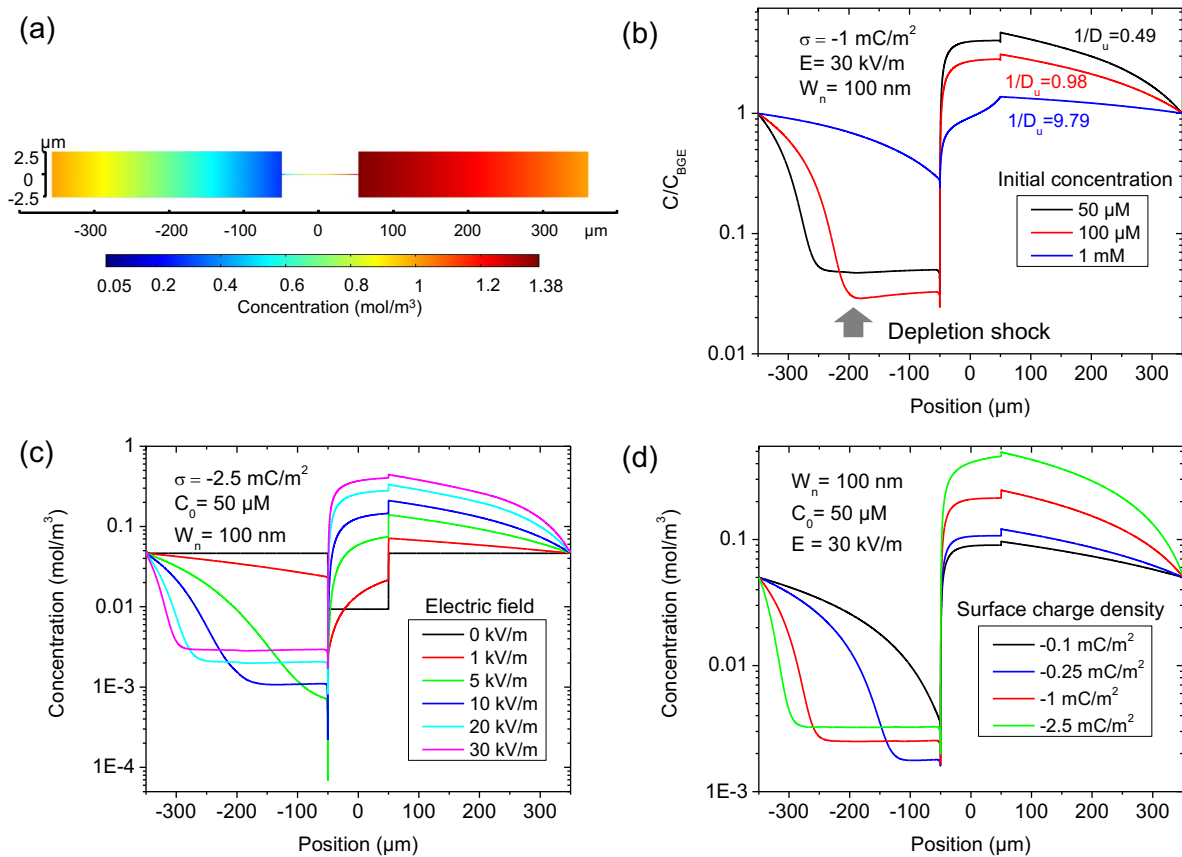 (a)
µm
2.5
0
-2.5
-300 -200 -100 0 100 200 300 µm
0.05 0.2 0.4 0.6 0.8 1 1.2 1.38
Concentration (mol/m³)
(b)
σ = -1 mC/m²
E= 30 kV/m
Wₙ= 100 nm
1/Dᵤ=0.49
1/Dᵤ=0.98
1/Dᵤ=9.79
Initial concentration
50 µM
100 µM
1 mM
Depletion shock
C/C_BGE
1
0.1
0.01
-300 -200 -100 0 100 200 300
Position (µm)
(c)
σ = -2.5 mC/m²
C₀= 50 µM
Wₙ= 100 nm
Electric field
0 kV/m
1 kV/m
5 kV/m
10 kV/m
20 kV/m
30 kV/m
Concentration (mol/m³)
1
0.1
0.01
1E-3
1E-4
-300 -200 -100 0 100 200 300
Position (µm)
(d)
Wₙ= 100 nm
C₀= 50 µM
E= 30 kV/m
Surface charge density
-0.1 mC/m²
-0.25 mC/m²
-1 mC/m²
-2.5 mC/m²
Concentration (mol/m³)
0.1
0.01
1E-3
-300 -200 -100 0 100 200 300
Position (µm)